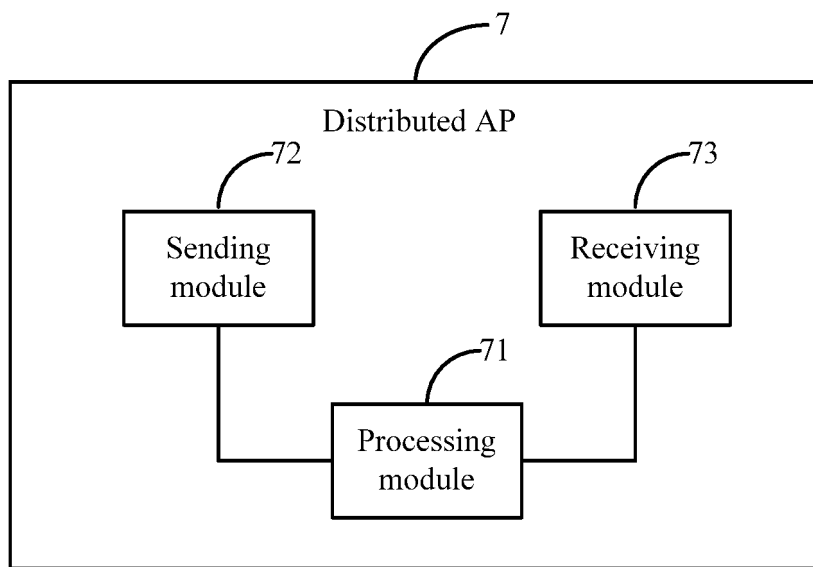 7
Distributed AP
72
73
Sending
module
Receiving
module
71
Processing
module